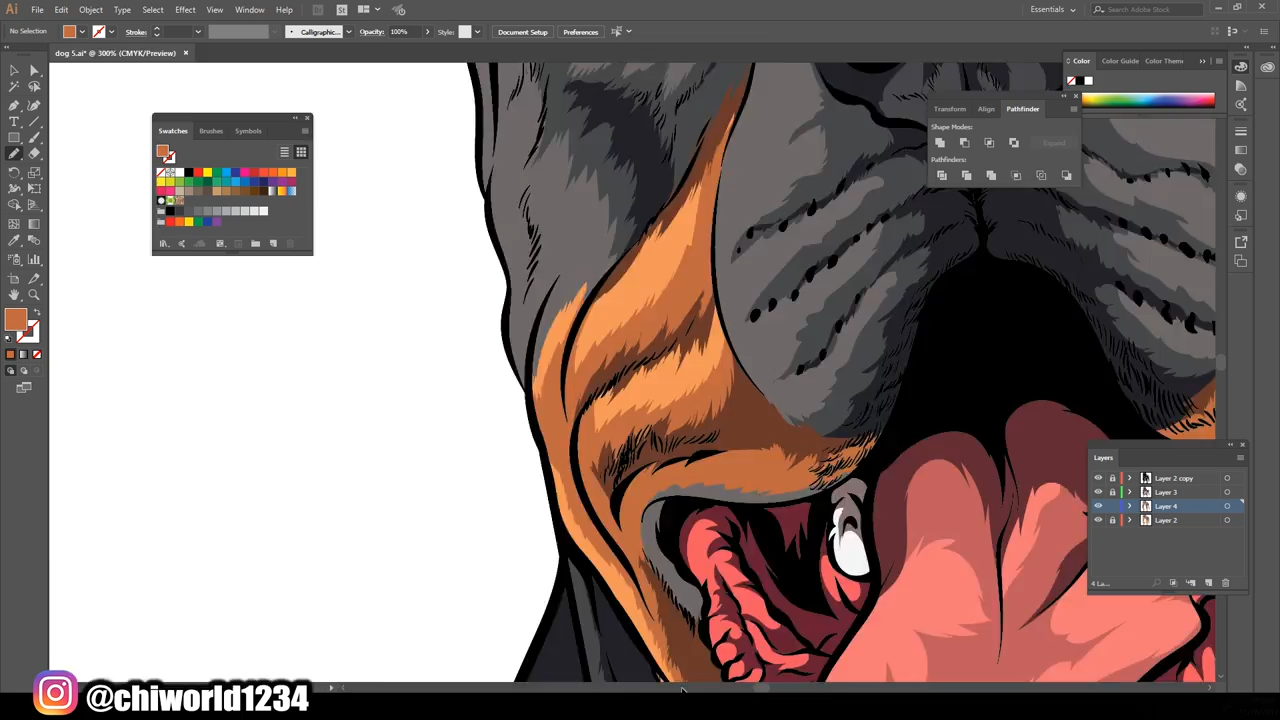 Ai File Edit Object Type Select Effect View Window Help Br St Essentials Search Adobe Stock
No Selection Stroke: Calligraphic... Opacity: 100% Style: Document Setup Preferences
dog 5.ai* @ 300% (CMYK/Preview)
Color Color Guide Color Them
Transform Align Pathfinder
Shape Modes:
Expand
Pathfinders:
Swatches Brushes Symbols
Layers
Layer 2 copy
Layer 3
Layer 4
Layer 2
4 La...
@chiworld1234